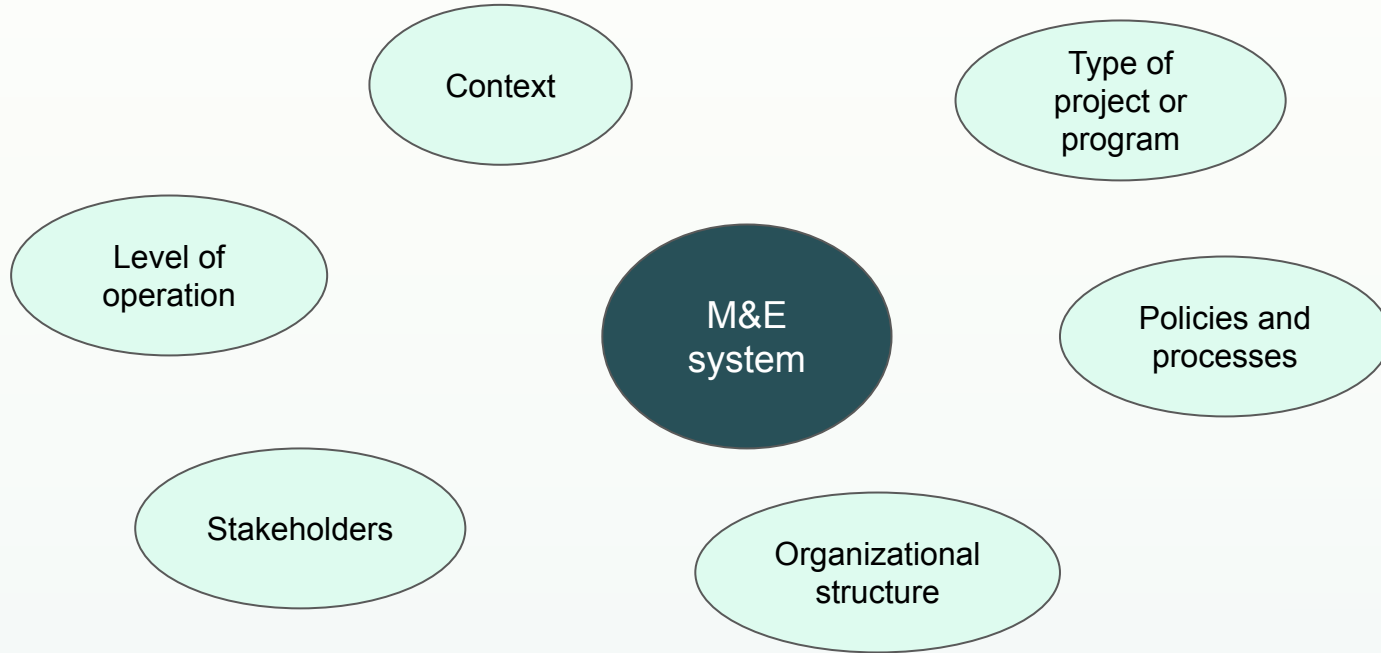 Context
Type of
project or
program
Level of
operation
M&E
system
Policies and
processes
Stakeholders
Organizational
structure